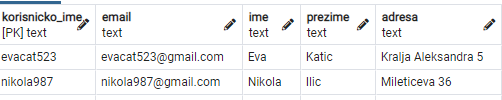 korisnicko_ime email ime prezime adresa
[PK] text text text text text
evacat523 evacat523@gmail.com Eva Katic Kralja Aleksandra 5
nikola987 nikola987@gmail.com Nikola Ilic Mileticeva 36